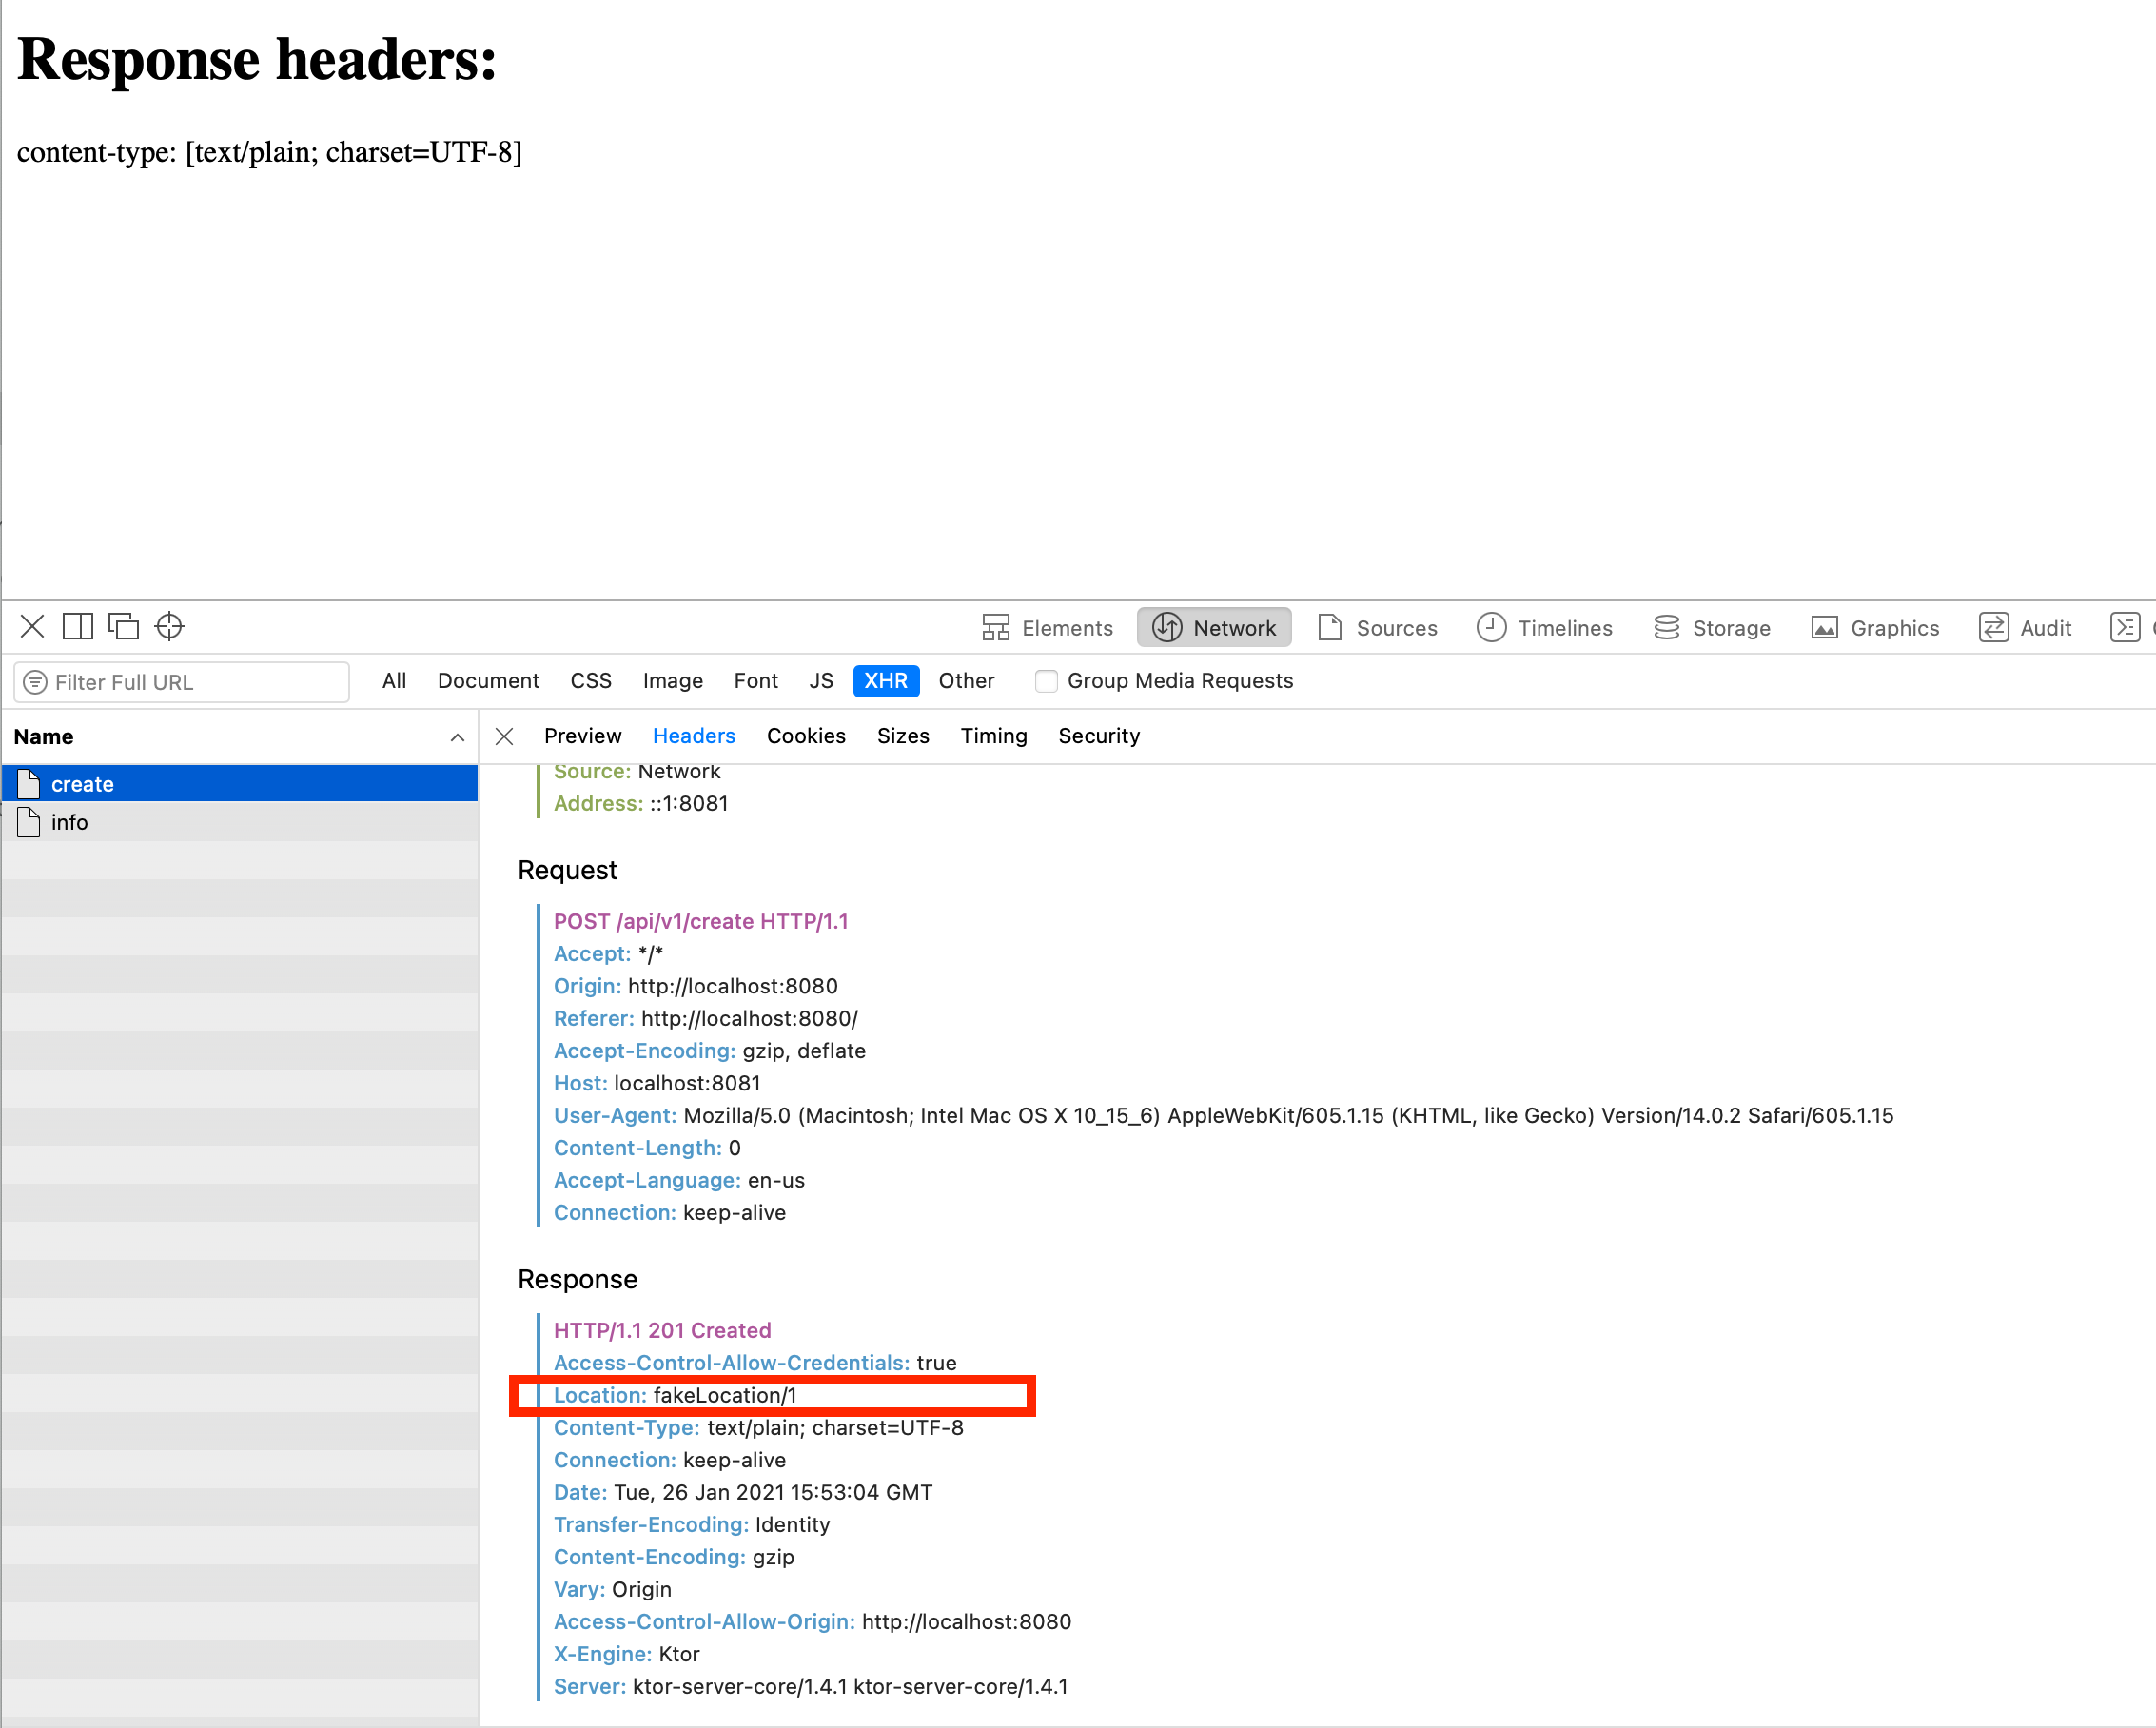 Response headers:
content-type: [text/plain; charset=UTF-8]
Elements Network Sources Timelines Storage Graphics Audit
Filter Full URL All Document CSS Image Font JS XHR Other Group Media Requests
Name Preview Headers Cookies Sizes Timing Security
create
info
Source: Network
Address: ::1:8081
Request
POST /api/v1/create HTTP/1.1
Accept: */*
Origin: http://localhost:8080
Referer: http://localhost:8080/
Accept-Encoding: gzip, deflate
Host: localhost:8081
User-Agent: Mozilla/5.0 (Macintosh; Intel Mac OS X 10_15_6) AppleWebKit/605.1.15 (KHTML, like Gecko) Version/14.0.2 Safari/605.1.15
Content-Length: 0
Accept-Language: en-us
Connection: keep-alive
Response
HTTP/1.1 201 Created
Access-Control-Allow-Credentials: true
Location: fakeLocation/1
Content-Type: text/plain; charset=UTF-8
Connection: keep-alive
Date: Tue, 26 Jan 2021 15:53:04 GMT
Transfer-Encoding: Identity
Content-Encoding: gzip
Vary: Origin
Access-Control-Allow-Origin: http://localhost:8080
X-Engine: Ktor
Server: ktor-server-core/1.4.1 ktor-server-core/1.4.1